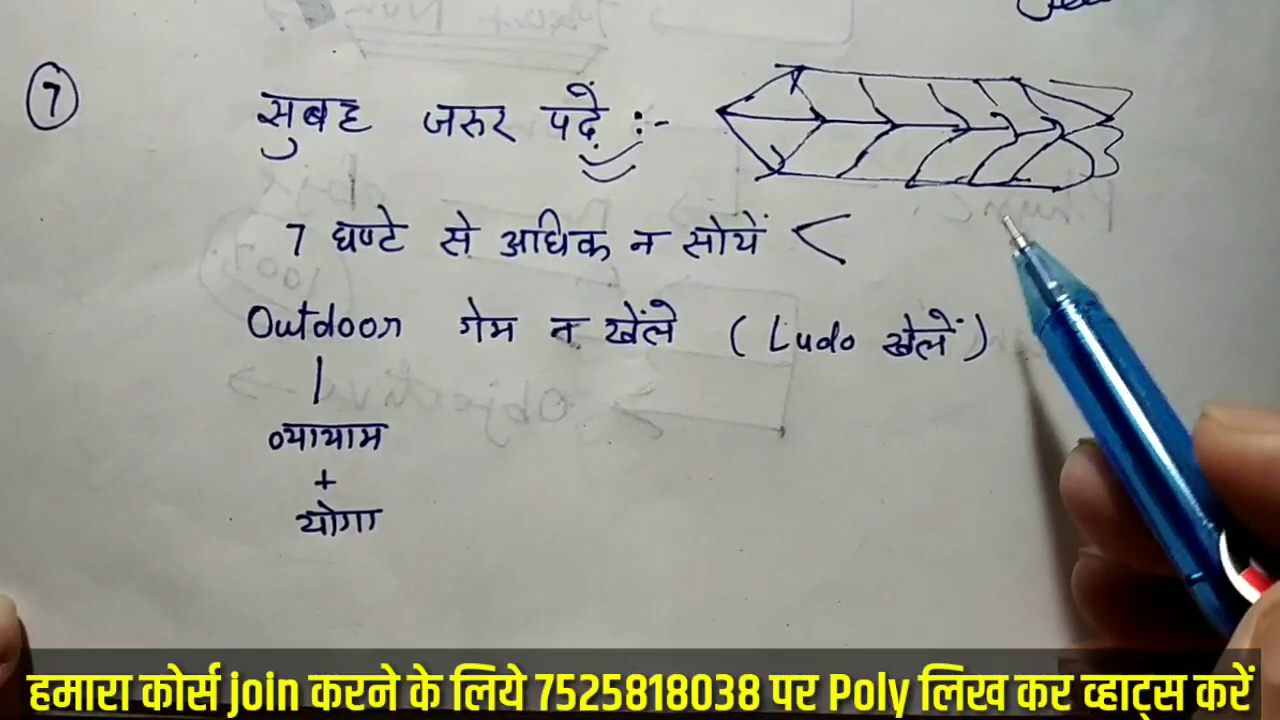 7
सुबह जरुर पढ़ें :-
7 घण्टे से अधिक न सोयें <
Outdoor गेम न खेंले (Ludo खेलें)
|
व्यायाम
+
योगा
हमारा कोर्स join करने के लिये 7525818038 पर Poly लिख कर व्हाट्स करें